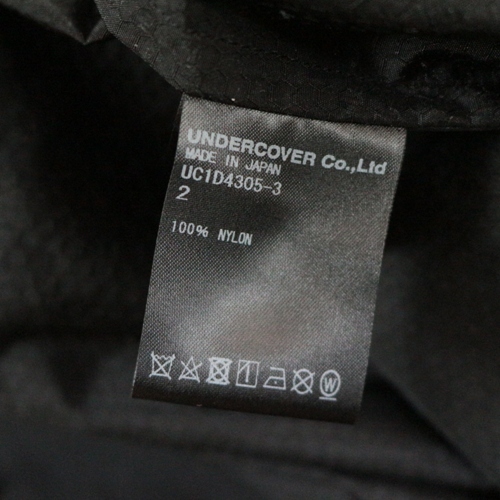 UNDERCOVER Co.,Ltd
MADE IN JAPAN
UC1D4305-3
2
100% NYLON
W